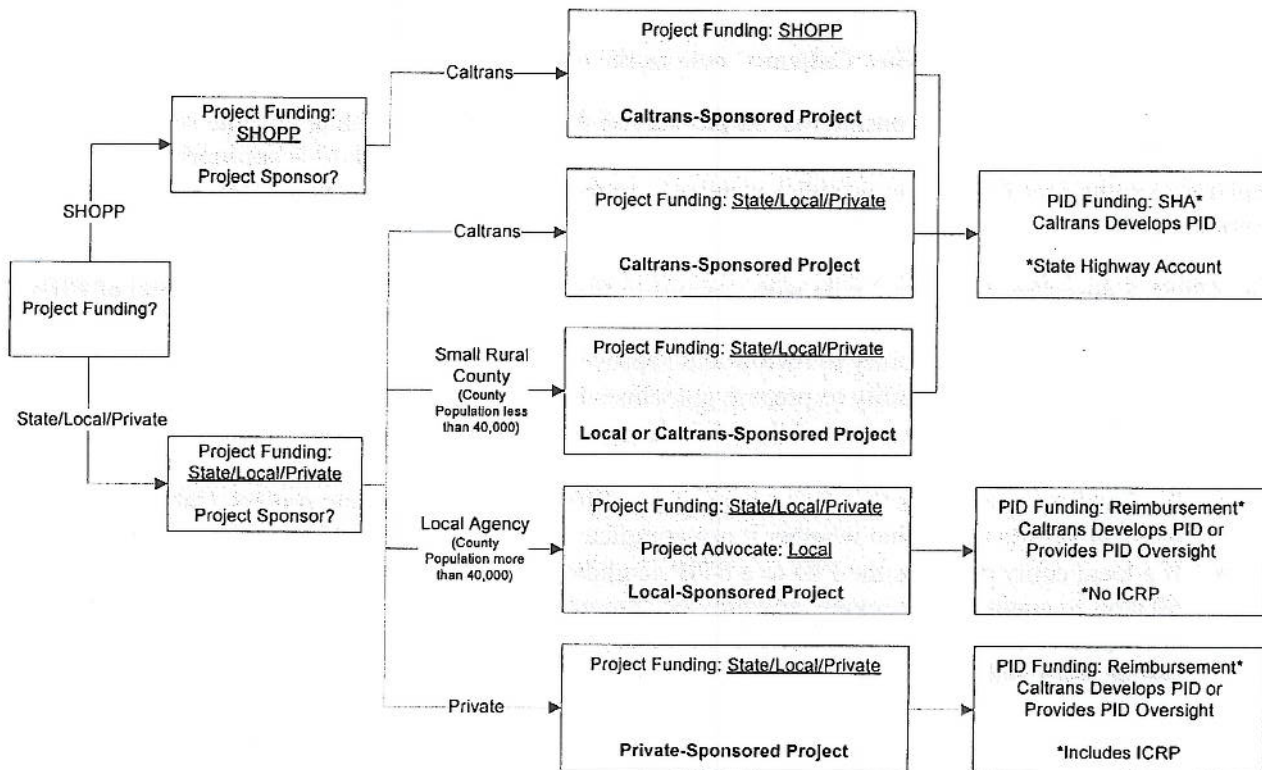 Project Funding: SHOPP
Caltrans-Sponsored Project
Caltrans
Project Funding:
SHOPP
Project Sponsor?
SHOPP
Project Funding: State/Local/Private
Caltrans-Sponsored Project
Caltrans
PID Funding: SHA*
Caltrans Develops PID
*State Highway Account
Project Funding?
Small Rural
County
(County
Population less
than 40,000)
Project Funding: State/Local/Private
Local or Caltrans-Sponsored Project
State/Local/Private
Project Funding:
State/Local/Private
Project Sponsor?
Local Agency
(County
Population more
than 40,000)
Project Funding: State/Local/Private
Project Advocate: Local
Local-Sponsored Project
PID Funding: Reimbursement*
Caltrans Develops PID or
Provides PID Oversight
*No ICRP
Private
Project Funding: State/Local/Private
Private-Sponsored Project
PID Funding: Reimbursement*
Caltrans Develops PID or
Provides PID Oversight
*Includes ICRP